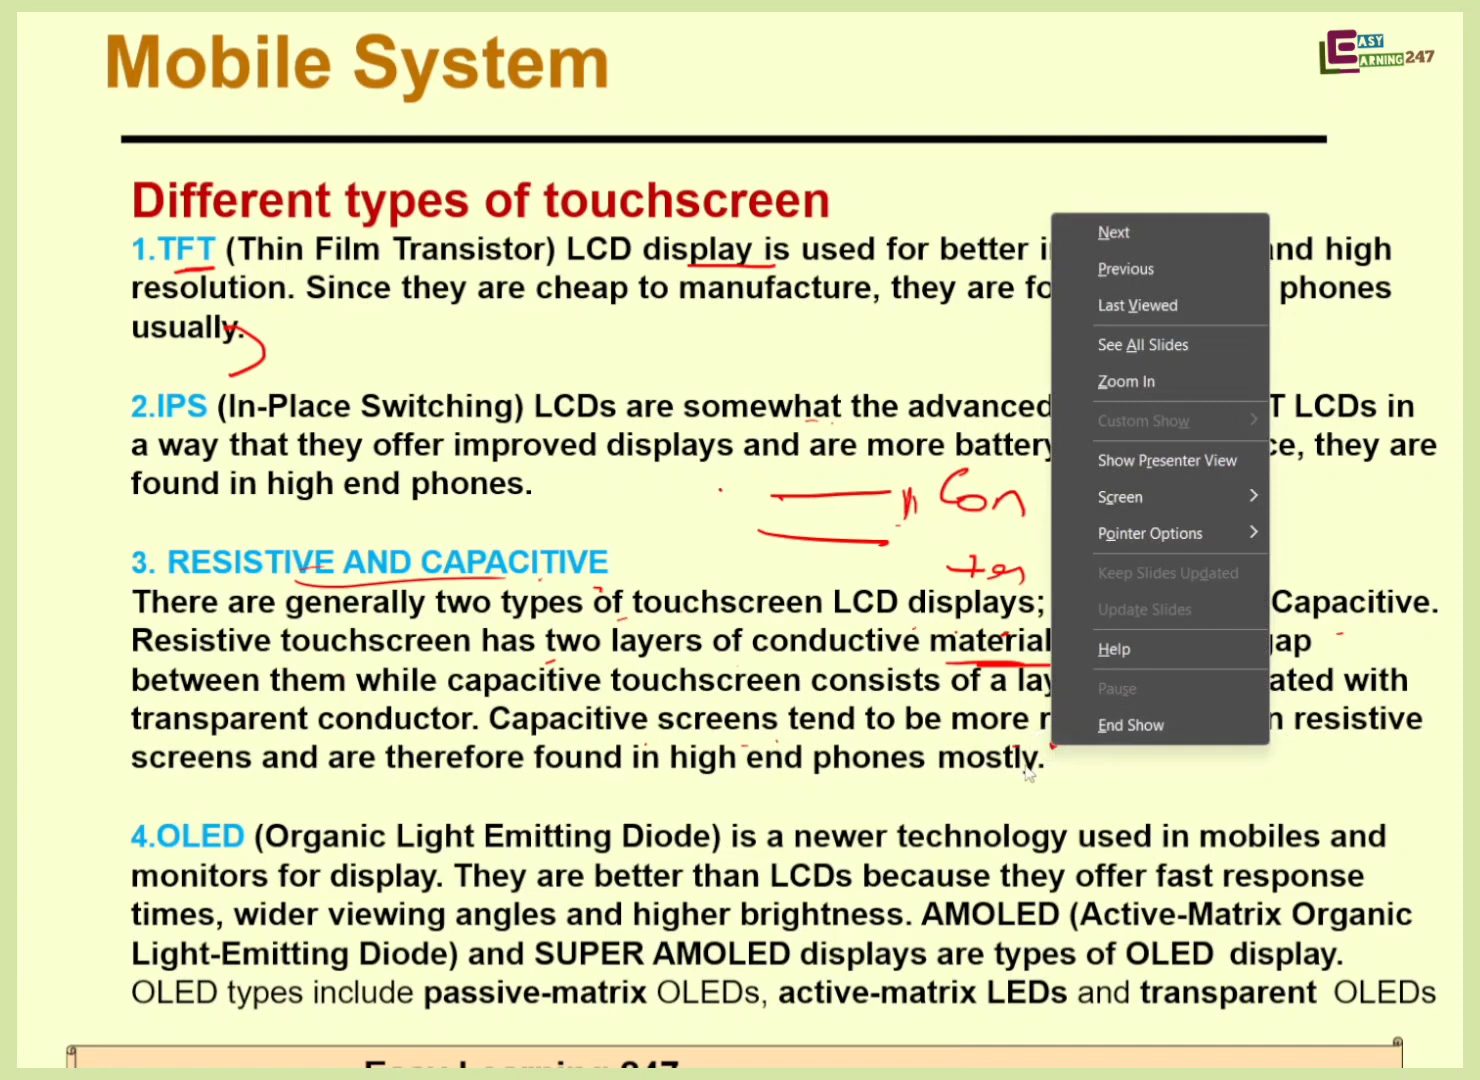 Mobile System
EASY
EARNING 247
Different types of touchscreen
1.TFT (Thin Film Transistor) LCD display is used for better and high
resolution. Since they are cheap to manufacture, they are phones
usually.
2.IPS (In-Place Switching) LCDs are somewhat the advanced LCDs in
a way that they offer improved displays and are more they are
found in high end phones.
Con
3. RESISTIVE AND CAPACITIVE
There are generally two types of touchscreen LCD displays; Capacitive.
Resistive touchscreen has two layers of conductive material gap
between them while capacitive touchscreen consists of a with
transparent conductor. Capacitive screens tend to be more resistive
screens and are therefore found in high end phones mostly.
4.OLED (Organic Light Emitting Diode) is a newer technology used in mobiles and
monitors for display. They are better than LCDs because they offer fast response
times, wider viewing angles and higher brightness. AMOLED (Active-Matrix Organic
Light-Emitting Diode) and SUPER AMOLED displays are types of OLED display.
OLED types include passive-matrix OLEDs, active-matrix LEDs and transparent OLEDs
Next
Previous
Last Viewed
See All Slides
Zoom In
Custom Show
Show Presenter View
Screen
Pointer Options
Keep Slides Updated
Update Slides
Help
Pause
End Show